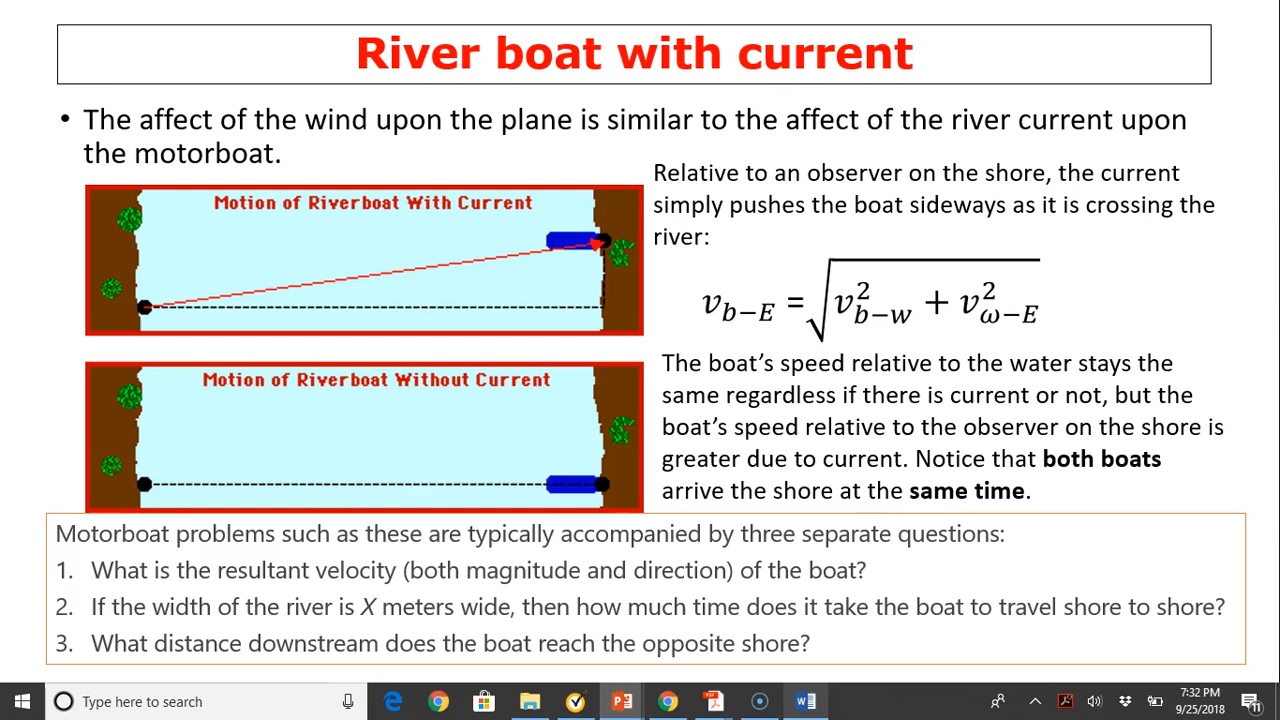 River boat with current
• The affect of the wind upon the plane is similar to the affect of the river current upon
the motorboat.
Motion of Riverboat With Current
Relative to an observer on the shore, the current
simply pushes the boat sideways as it is crossing the
river:
v_{b−E} = √(v²_{b−w} + v²_{ω−E})
Motion of Riverboat Without Current
The boat’s speed relative to the water stays the
same regardless if there is current or not, but the
boat’s speed relative to the observer on the shore is
greater due to current. Notice that both boats
arrive the shore at the same time.
Motorboat problems such as these are typically accompanied by three separate questions:
1. What is the resultant velocity (both magnitude and direction) of the boat?
2. If the width of the river is X meters wide, then how much time does it take the boat to travel shore to shore?
3. What distance downstream does the boat reach the opposite shore?
Type here to search
7:32 PM
9/25/2018
11